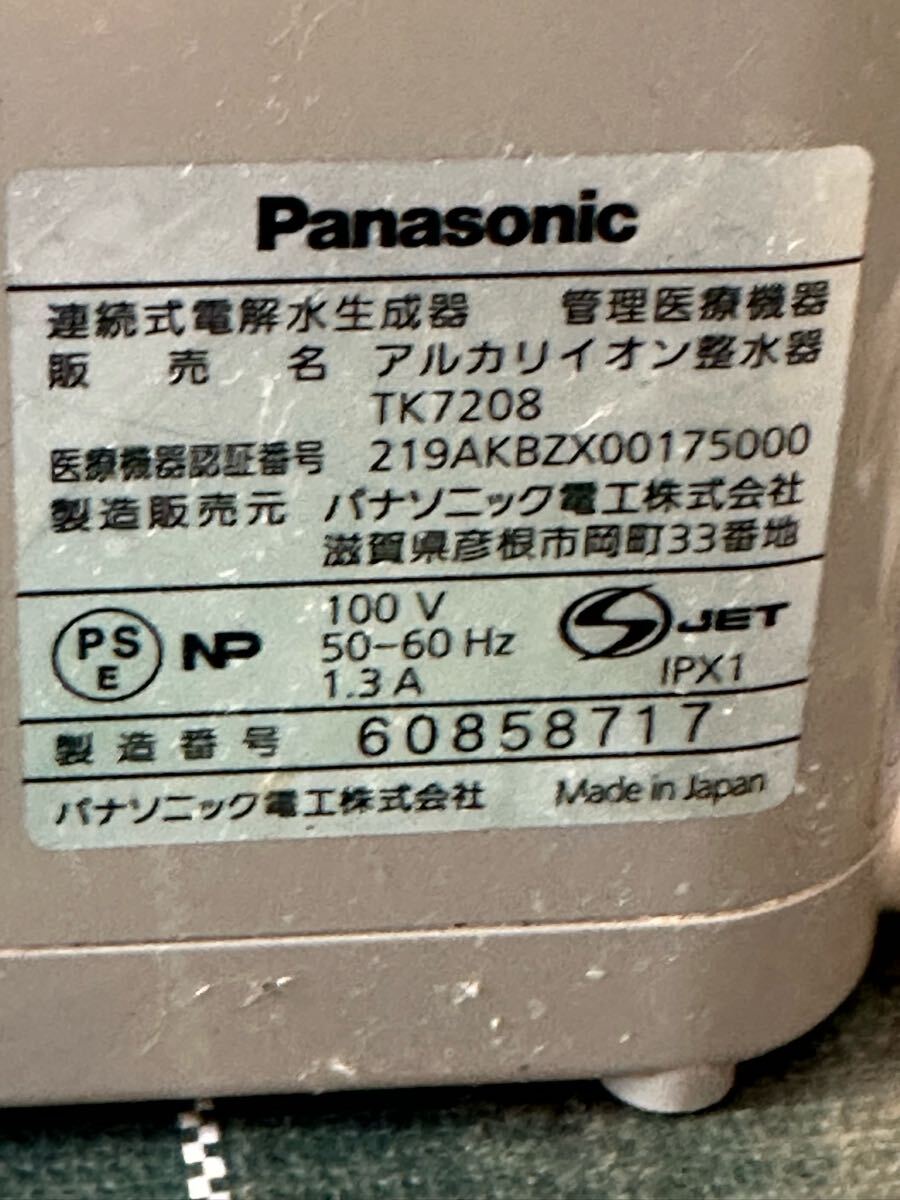 Panasonic
連続式電解水生成器 管理医療機器
販売名 アルカリイオン整水器
TK7208
医療機器認証番号 219AKBZX00175000
製造販売元 パナソニック電工株式会社
滋賀県彦根市岡町33番地
PS
E
NP
100 V
50-60 Hz
1.3 A
S JET
IPX1
製造番号 60858717
パナソニック電工株式会社 Made in Japan